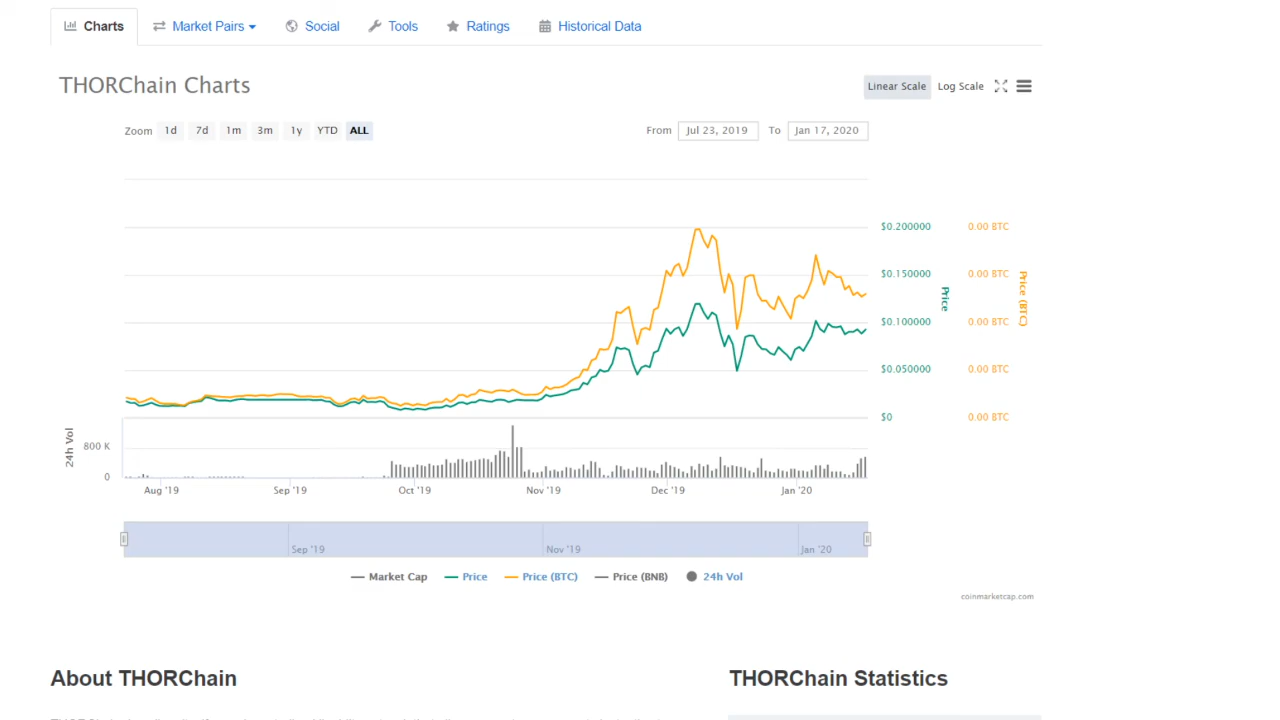 Charts Market Pairs Social Tools Ratings Historical Data
THORChain Charts
Linear Scale Log Scale
Zoom 1d 7d 1m 3m 1y YTD ALL
From Jul 23, 2019 To Jan 17, 2020
$0.200000 0.00 BTC
$0.150000 0.00 BTC
$0.100000 0.00 BTC
$0.050000 0.00 BTC
$0 0.00 BTC
Price
Price (BTC)
24h Vol
800 K
0
Aug '19 Sep '19 Oct '19 Nov '19 Dec '19 Jan '20
Sep '19 Nov '19 Jan '20
Market Cap Price Price (BTC) Price (BNB) 24h Vol
coinmarketcap.com
About THORChain
THORChain Statistics